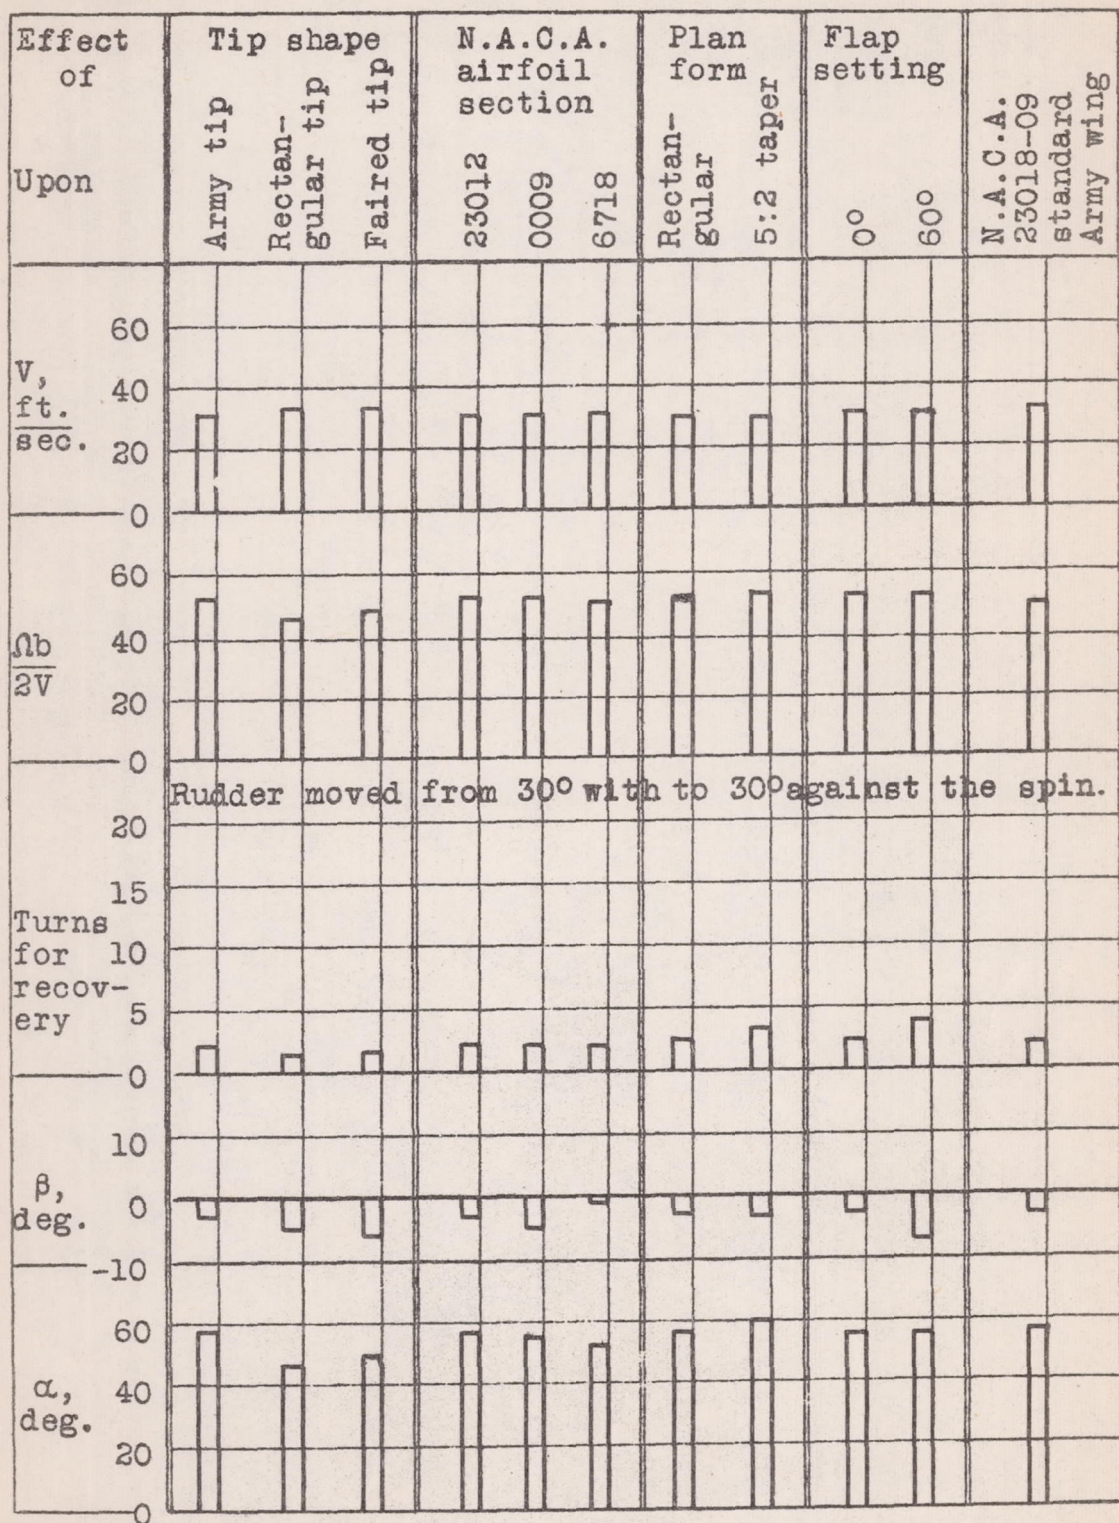 Effect
of
Upon
Tip shape
Army tip
Rectan-
gular tip
Faired tip
N.A.C.A.
airfoil
section
23012
0009
6718
Plan
form
Rectan-
gular
5:2 taper
Flap
setting
0°
60°
N.A.C.A.
23018-09
standard
Army wing
V,
ft.
sec.
60
40
20
0
Ωb
2V
60
40
20
0
Rudder moved from 30° with to 30° against the spin.
Turns
for
recov-
ery
20
15
10
5
0
β,
deg.
10
0
-10
α,
deg.
60
40
20
0